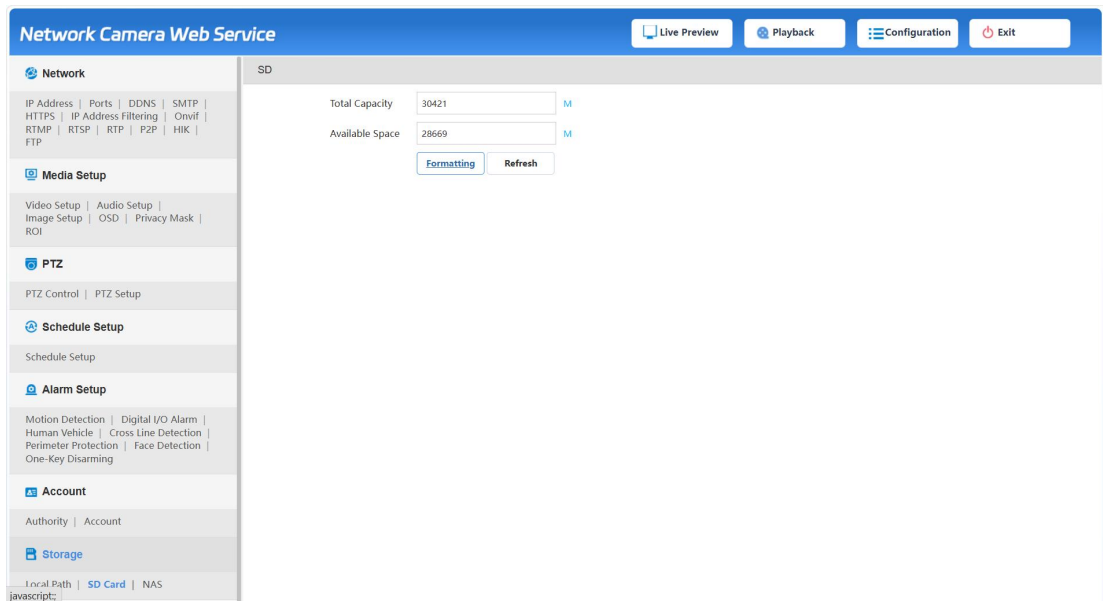 Network Camera Web Service
Live Preview
Playback
Configuration
Exit
Network
IP Address | Ports | DDNS | SMTP |
HTTPS | IP Address Filtering | Onvif |
RTMP | RTSP | RTP | P2P | HIK |
FTP
Media Setup
Video Setup | Audio Setup |
Image Setup | OSD | Privacy Mask |
ROI
PTZ
PTZ Control | PTZ Setup
Schedule Setup
Schedule Setup
Alarm Setup
Motion Detection | Digital I/O Alarm |
Human Vehicle | Cross Line Detection |
Perimeter Protection | Face Detection |
One-Key Disarming
Account
Authority | Account
Storage
Local Path | SD Card | NAS
javascript:;
SD
Total Capacity 30421 M
Available Space 28669 M
Formatting Refresh